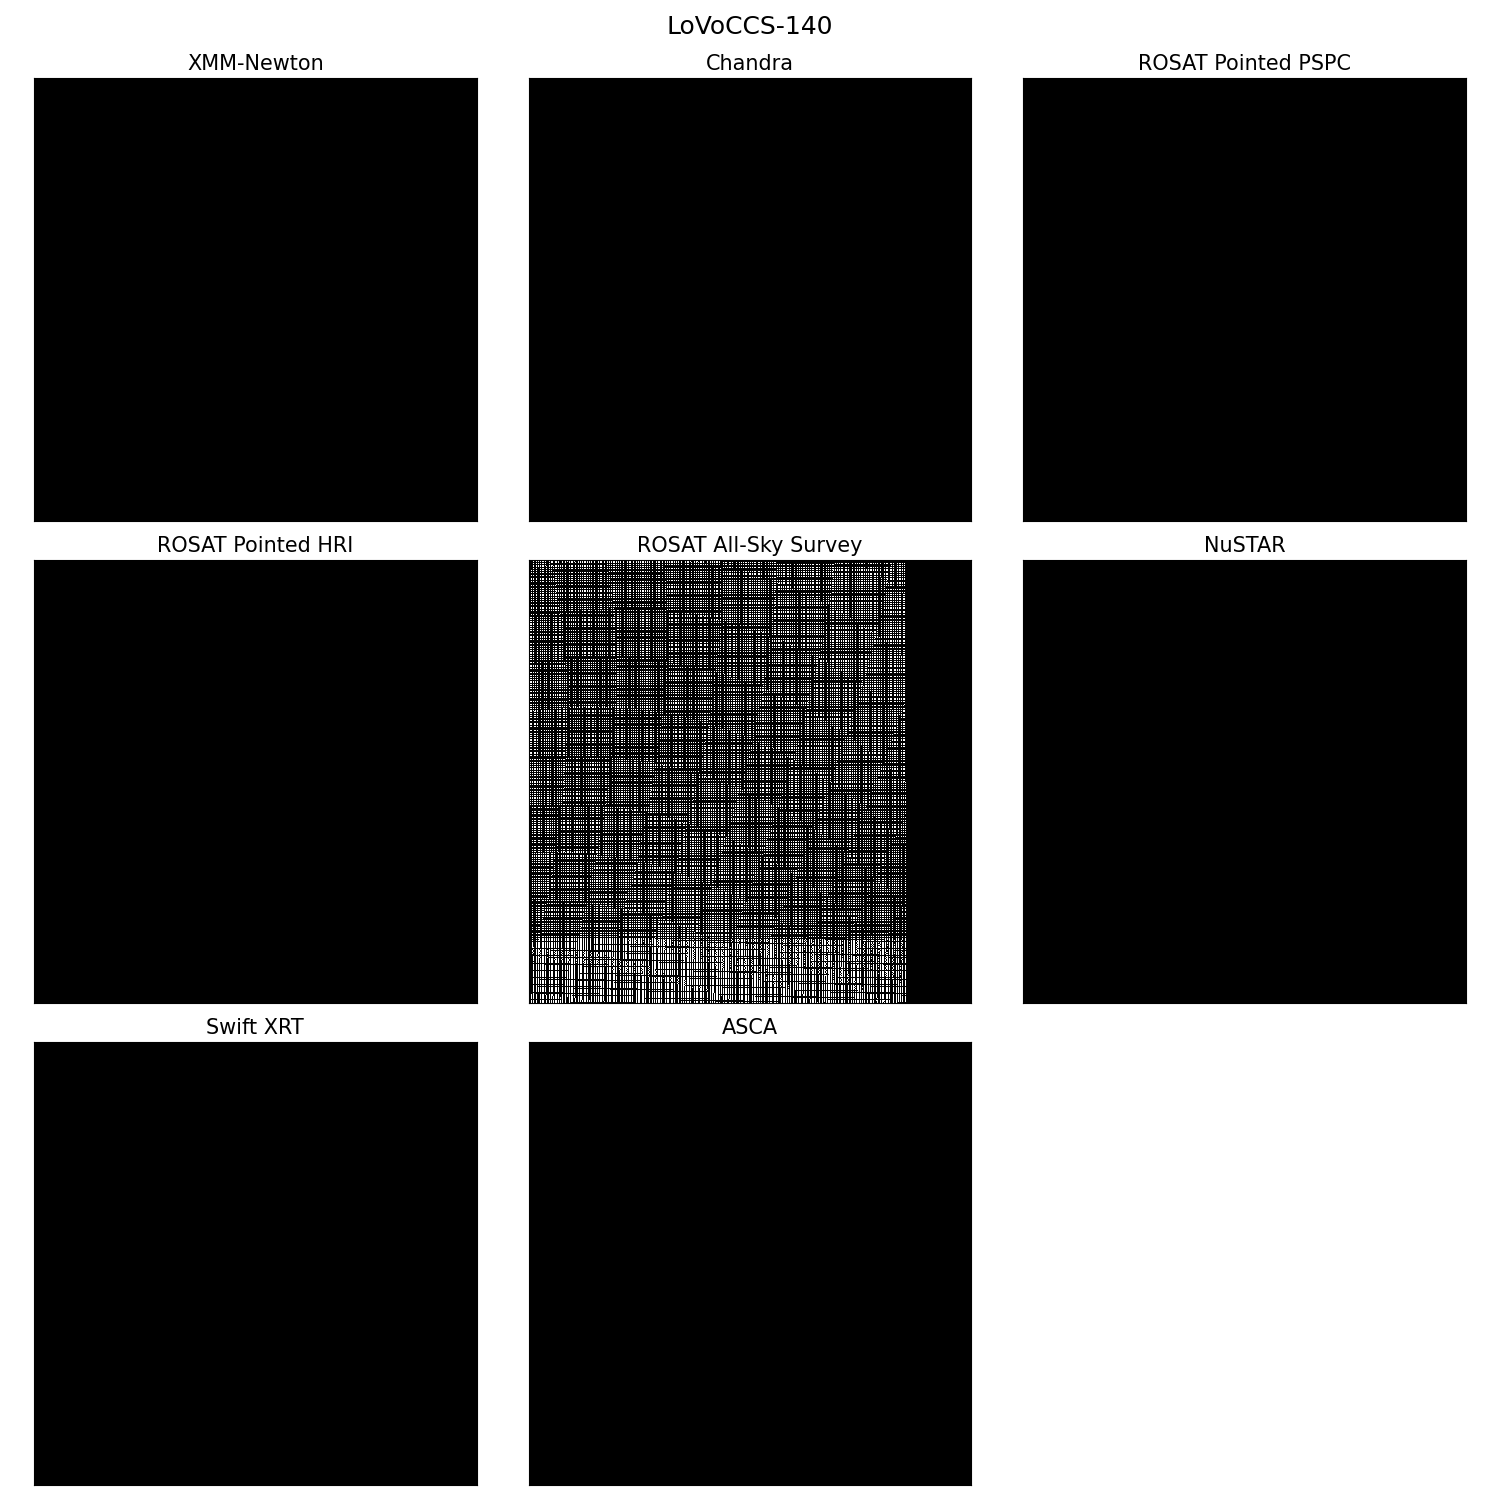 LoVoCCS-140
XMM-Newton
Chandra
ROSAT Pointed PSPC
ROSAT Pointed HRI
ROSAT All-Sky Survey
NuSTAR
Swift XRT
ASCA